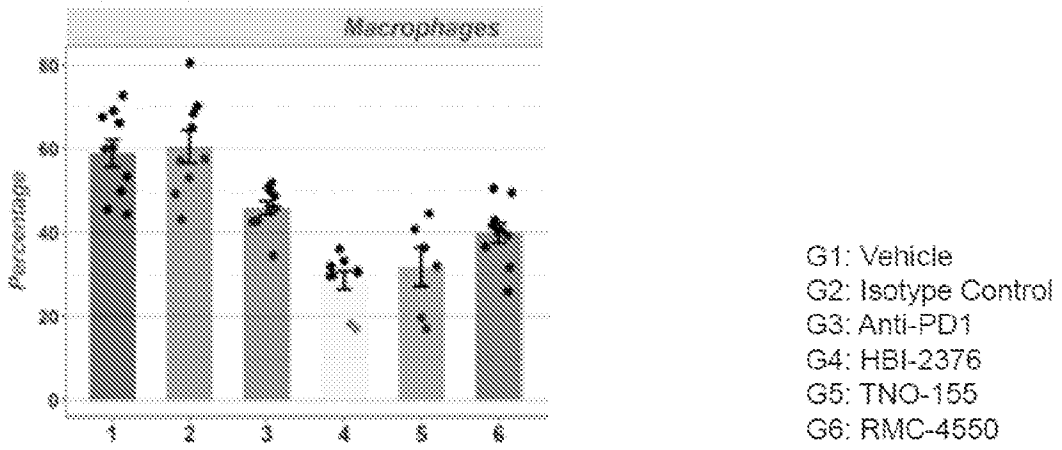 Macrophages
Percentage
80
60
40
20
0
1 2 3 4 5 6
G1: Vehicle
G2: Isotype Control
G3: Anti-PD1
G4: HBI-2376
G5: TNO-155
G6: RMC-4550